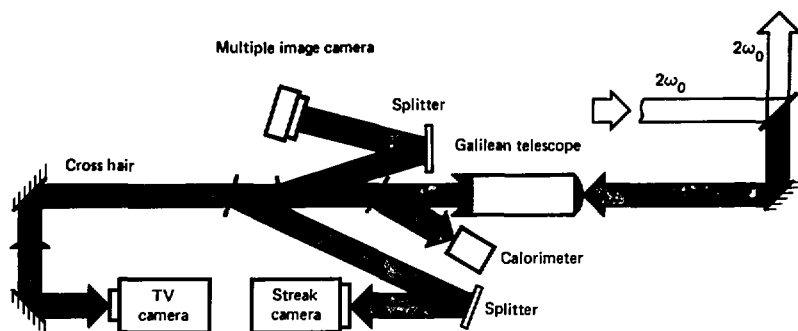 Multiple image camera
2ω₀
2ω₀
Splitter
Galilean telescope
Cross hair
Calorimeter
TV
camera
Streak
camera
Splitter